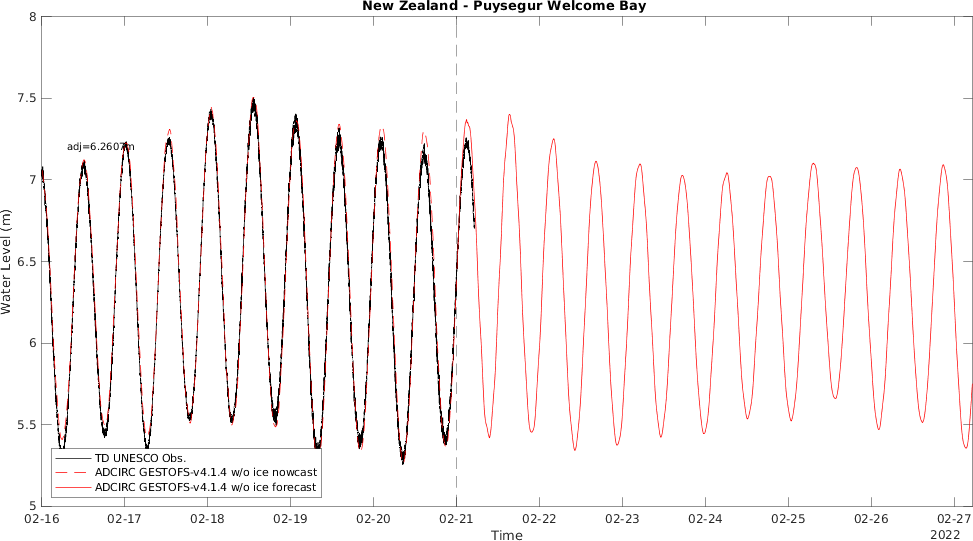 New Zealand - Puysegur Welcome Bay
Water Level (m)
8
7.5
7
6.5
6
5.5
5
adj=6.2607m
TD UNESCO Obs.
ADCIRC GESTOFS-v4.1.4 w/o ice nowcast
ADCIRC GESTOFS-v4.1.4 w/o ice forecast
02-16 02-17 02-18 02-19 02-20 02-21 02-22 02-23 02-24 02-25 02-26 02-27
Time
2022